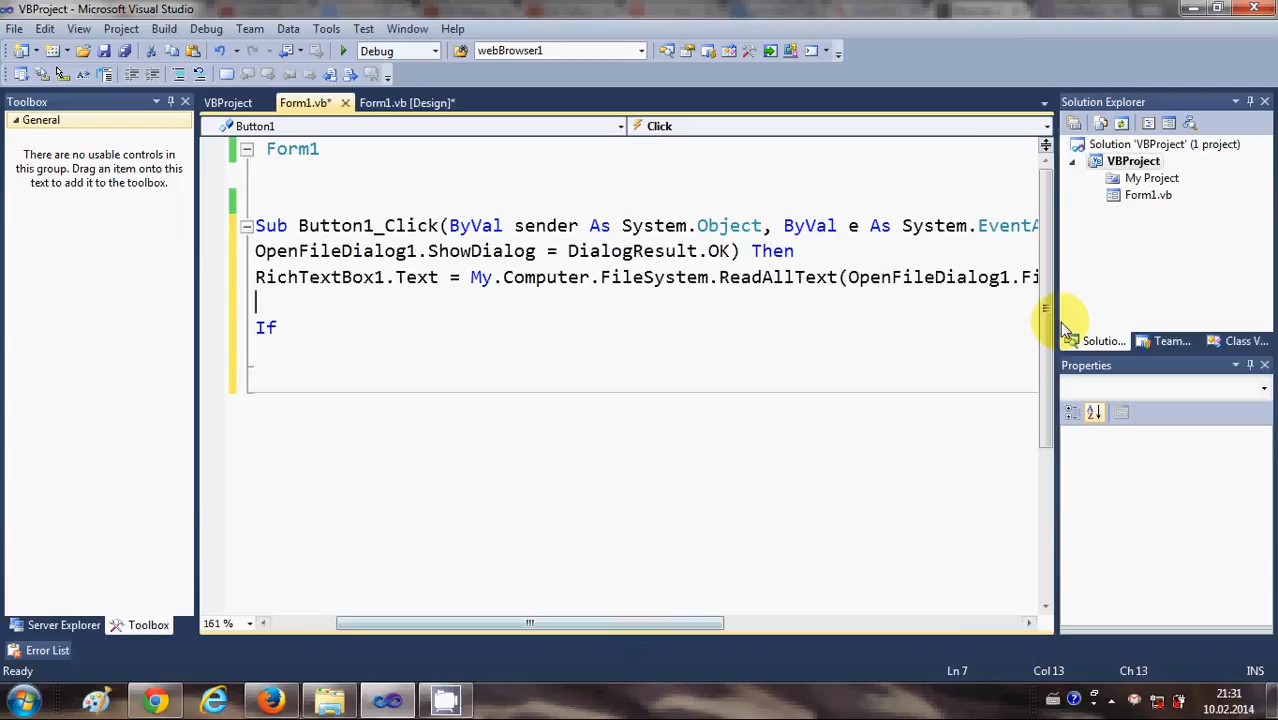 VBProject - Microsoft Visual Studio
File Edit View Project Build Debug Team Data Tools Test Window Help
Debug webBrowser1
Toolbox
General
There are no usable controls in
this group. Drag an item onto this
text to add it to the toolbox.
Server Explorer Toolbox
VBProject Form1.vb* Form1.vb [Design]*
Button1 Click
Form1
Sub Button1_Click(ByVal sender As System.Object, ByVal e As System.EventA
OpenFileDialog1.ShowDialog = DialogResult.OK) Then
RichTextBox1.Text = My.Computer.FileSystem.ReadAllText(OpenFileDialog1.Fi
If
161 %
Solution Explorer
Solution 'VBProject' (1 project)
VBProject
My Project
Form1.vb
Solutio... Team... Class V...
Properties
Error List
Ready Ln 7 Col 13 Ch 13 INS
21:31
10.02.2014